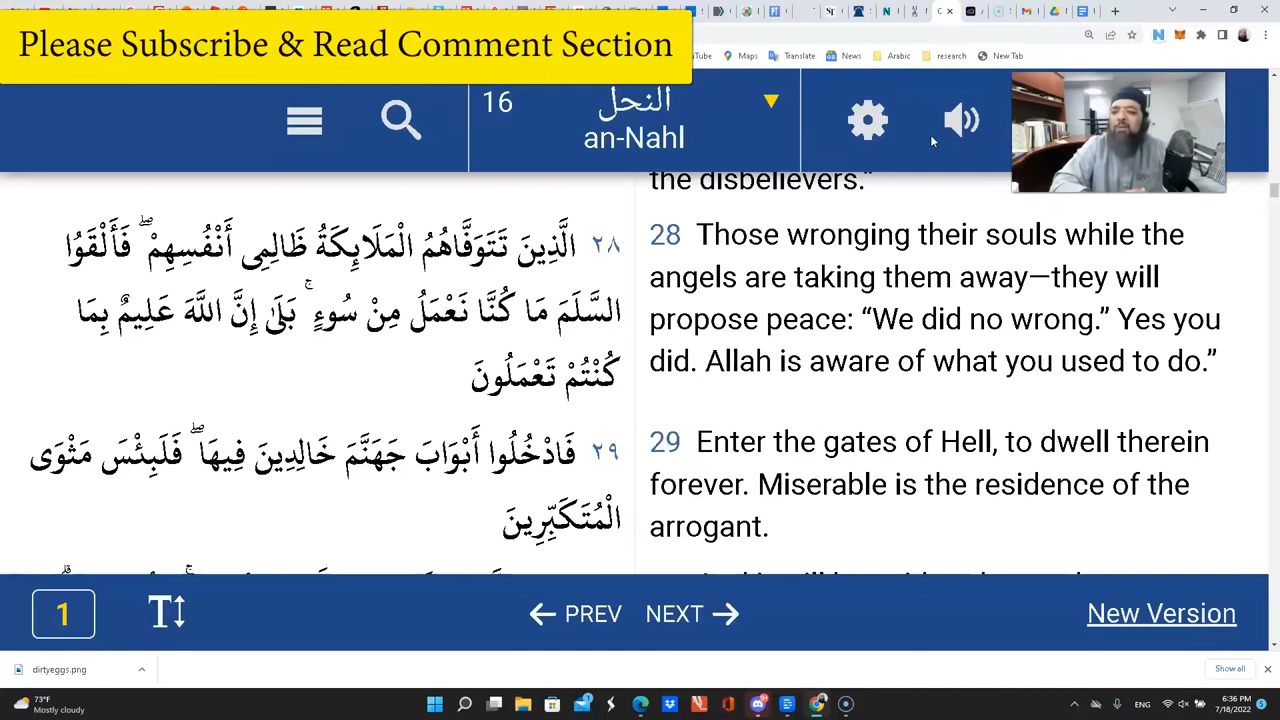 Please Subscribe & Read Comment Section
YouTube Maps Translate News Arabic research New Tab
16
النحل
an-Nahl
the disbelievers.”
٢٨ الَّذِينَ تَتَوَفَّاهُمُ الْمَلَائِكَةُ ظَالِمِى أَنْفُسِهِمْ ۖ فَأَلْقَوُا
السَّلَمَ مَا كُنَّا نَعْمَلُ مِنْ سُوءٍ ۚ بَلَىٰ إِنَّ اللَّهَ عَلِيمٌ بِمَا
كُنْتُمْ تَعْمَلُونَ
28 Those wronging their souls while the
angels are taking them away—they will
propose peace: “We did no wrong.” Yes you
did. Allah is aware of what you used to do.”
٢٩ فَادْخُلُوا أَبْوَابَ جَهَنَّمَ خَالِدِينَ فِيهَا ۖ فَلَبِئْسَ مَثْوَى
الْمُتَكَبِّرِينَ
29 Enter the gates of Hell, to dwell therein
forever. Miserable is the residence of the
arrogant.
1 T PREV NEXT New Version
dirtyeggs.png Show all
73°F
Mostly cloudy
ENG
6:36 PM
7/18/2022